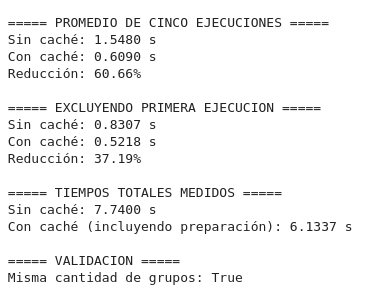 ===== PROMEDIO DE CINCO EJECUCIONES =====
Sin caché: 1.5480 s
Con caché: 0.6090 s
Reducción: 60.66%
===== EXCLUYENDO PRIMERA EJECUCION =====
Sin caché: 0.8307 s
Con caché: 0.5218 s
Reducción: 37.19%
===== TIEMPOS TOTALES MEDIDOS =====
Sin caché: 7.7400 s
Con caché (incluyendo preparación): 6.1337 s
===== VALIDACION =====
Misma cantidad de grupos: True